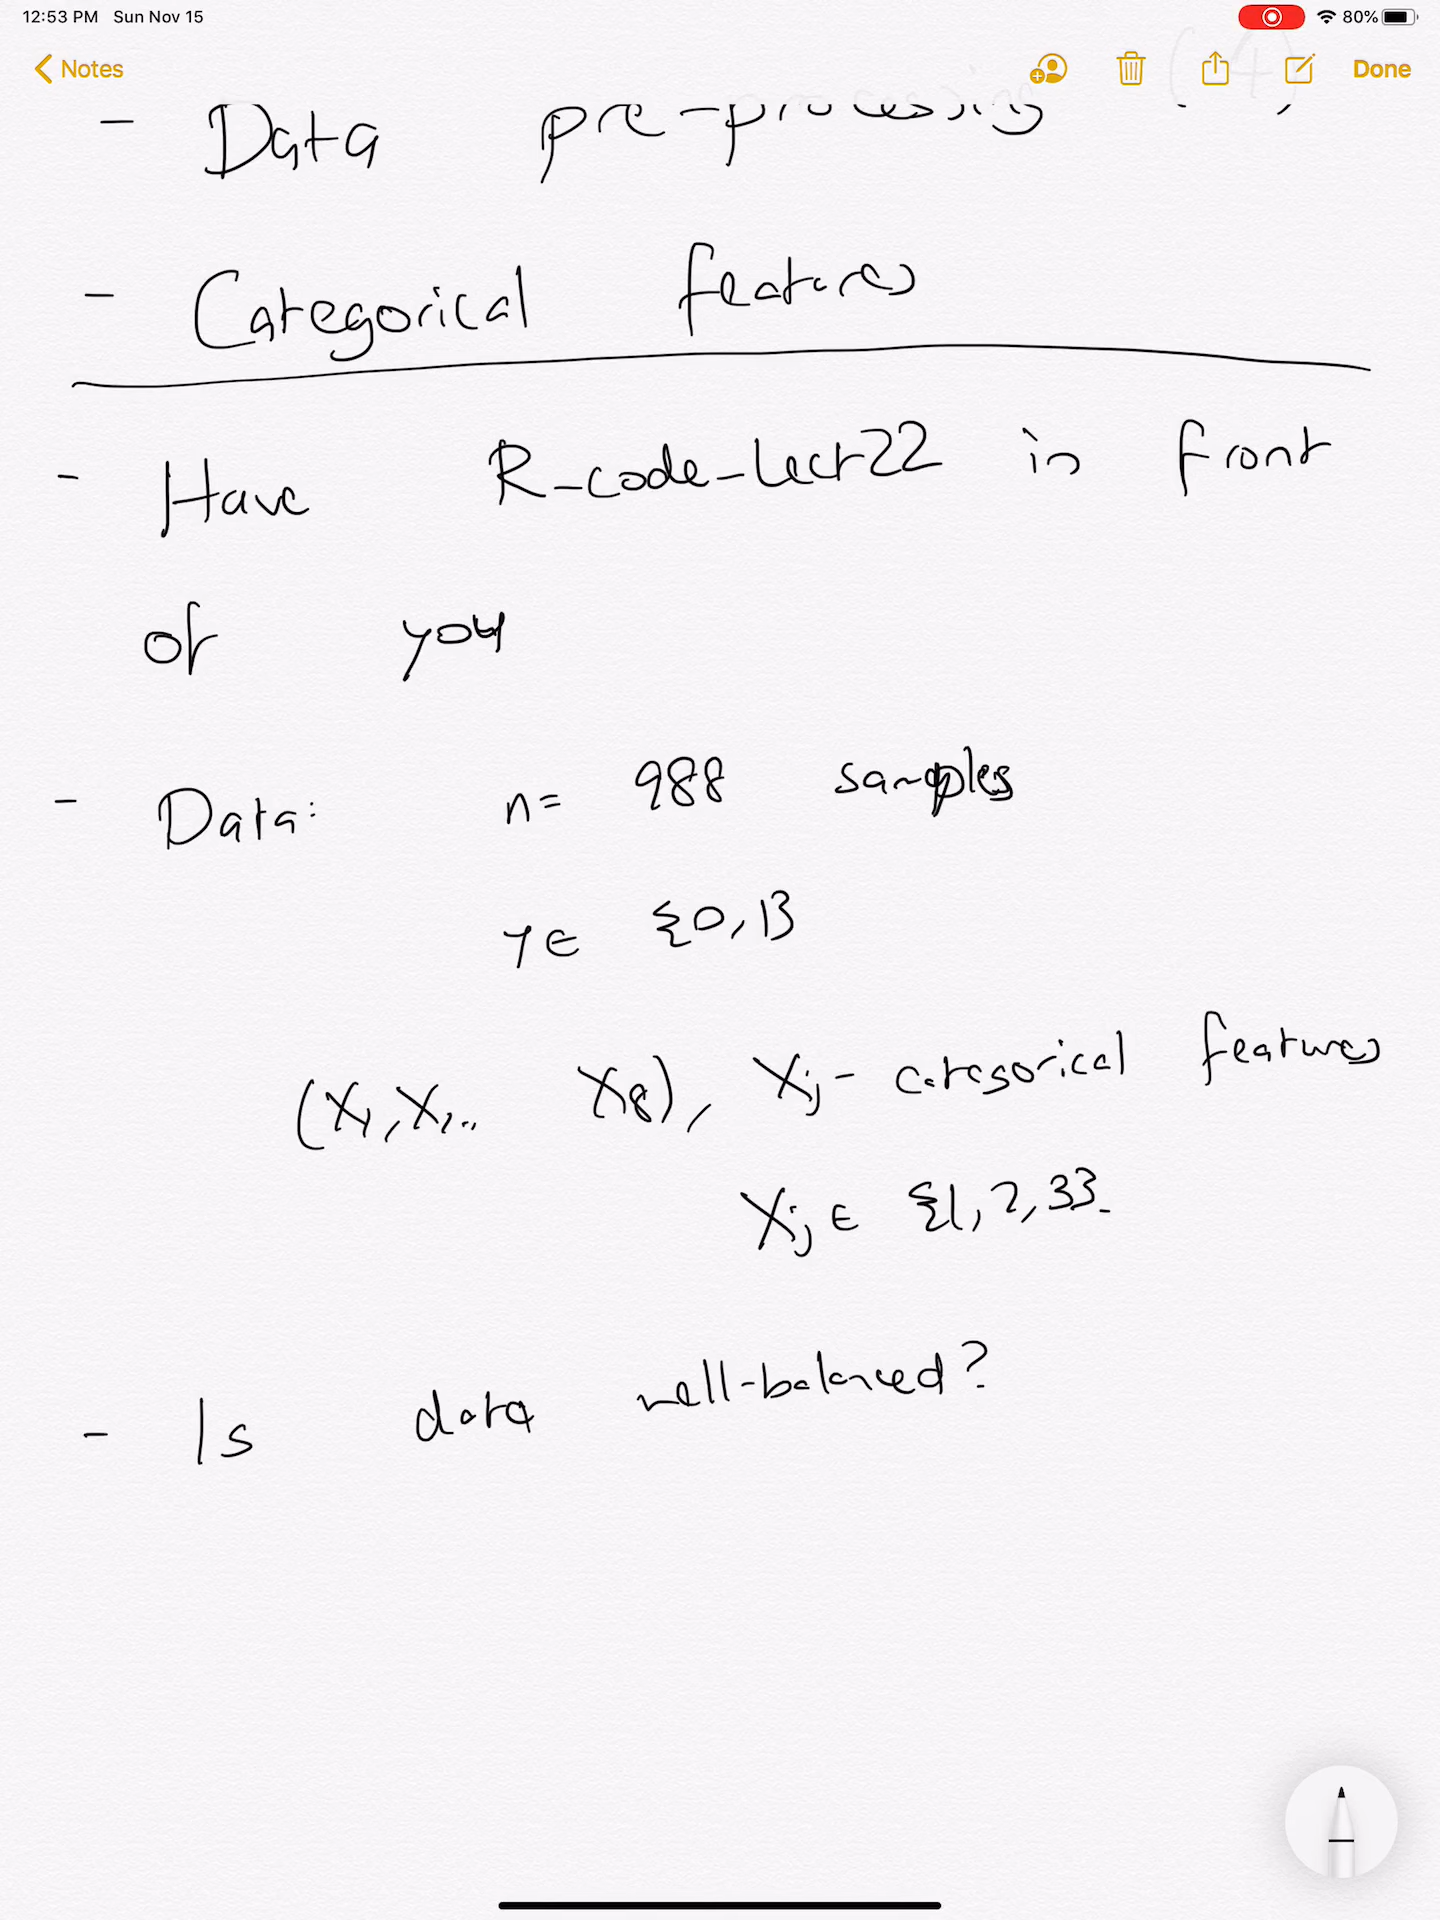 12:53 PM Sun Nov 15 80%
Notes Done
- Data pre-processing
- Categorical features
- Have R-code-Lect22 in front
of you
- Data: n= 988 samples
Y∈ {0,1}
(X₁,X₂.. X₈), Xj - categorical features
Xj ∈ {1,2,3}
- Is data well-balanced?